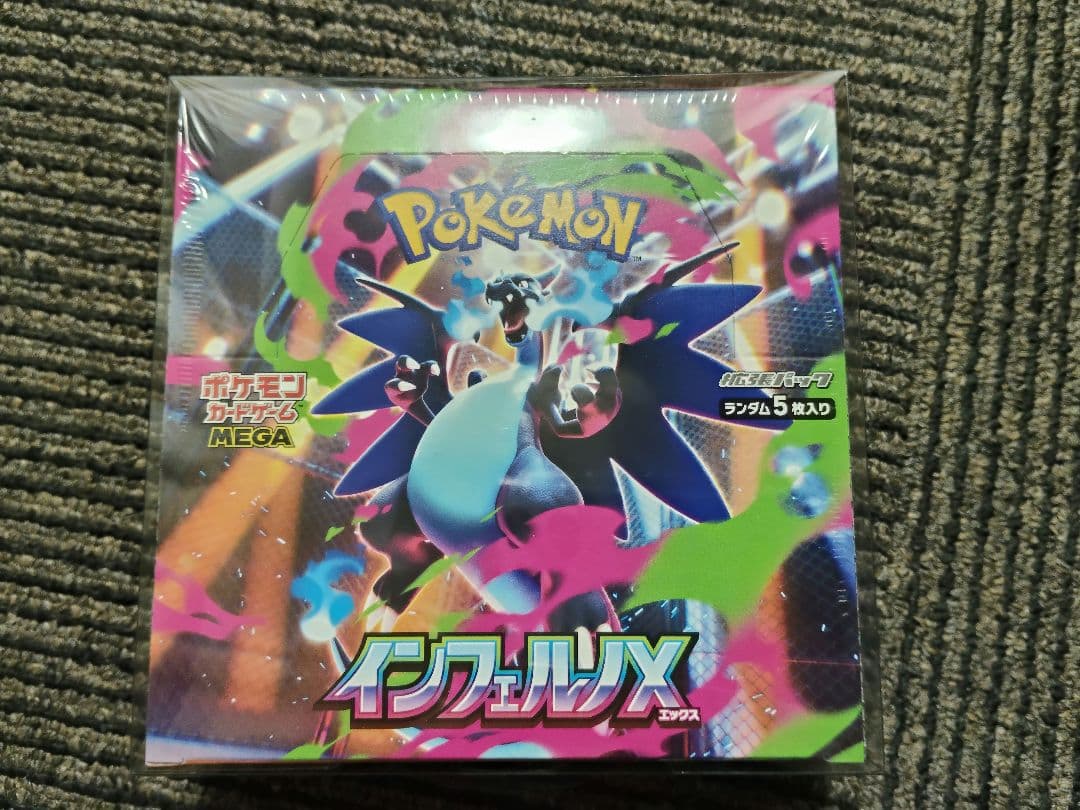 POKéMON
TM
ポケモン
カードゲーム
MEGA
拡張パック
ランダム5枚入り
インフェルノX
エックス